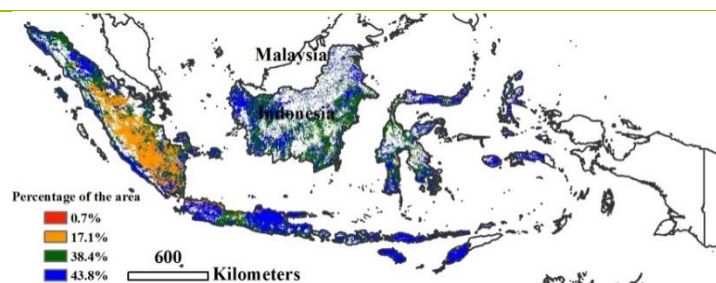 Malaysia
Indonesia
Percentage of the area
0.7%
17.1%
38.4%
43.8%
600
Kilometers